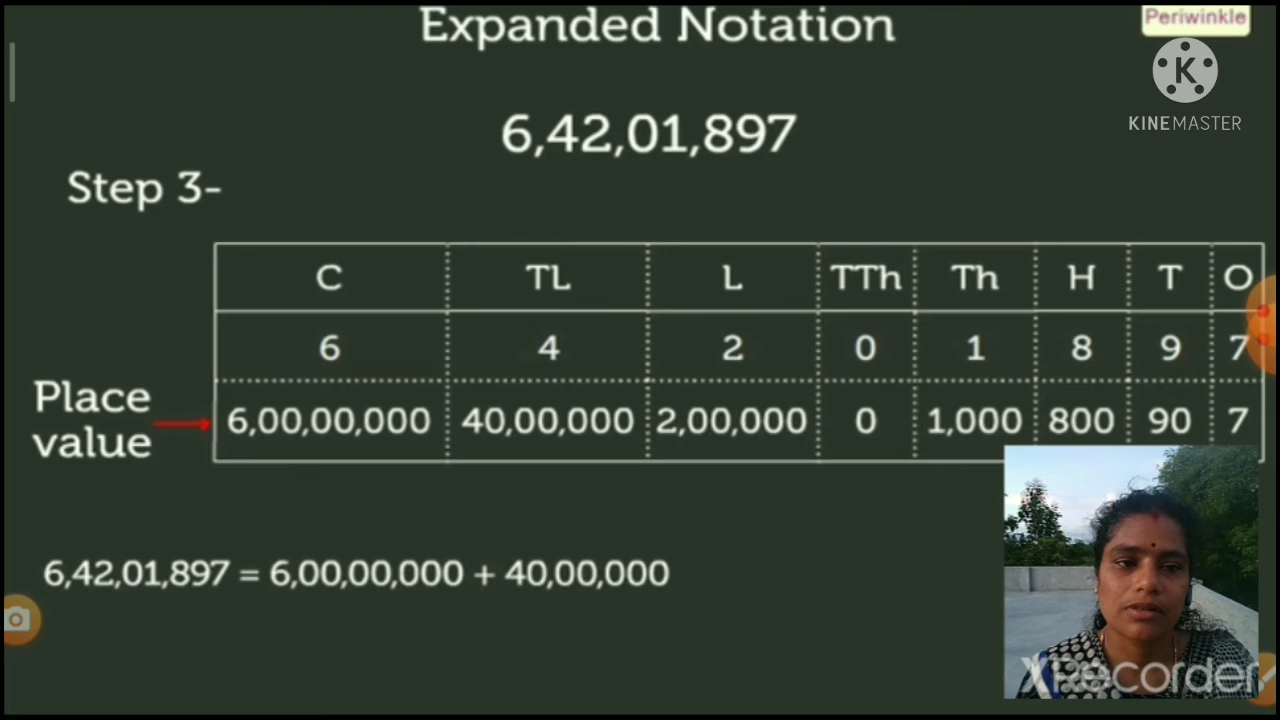 Expanded Notation
Periwinkle
KINEMASTER
6,42,01,897
Step 3-
C TL L TTh Th H T O
6 4 2 0 1 8 9 7
Place value
6,00,00,000 40,00,000 2,00,000 0 1,000 800 90 7
6,42,01,897 = 6,00,00,000 + 40,00,000
XRecorder